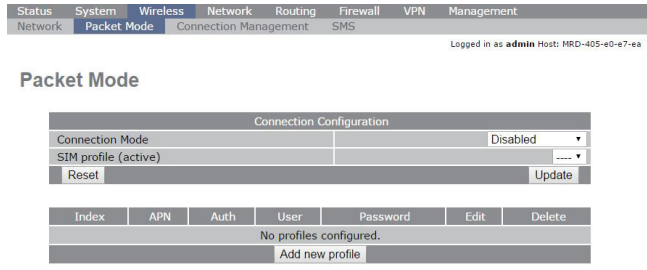 Status System Wireless Network Routing Firewall VPN Management
Network Packet Mode Connection Management SMS
Logged in as admin Host: MRD-405-e0-e7-ea
Packet Mode
Connection Configuration
Connection Mode Disabled
SIM profile (active) ----
Reset Update
Index APN Auth User Password Edit Delete
No profiles configured.
Add new profile